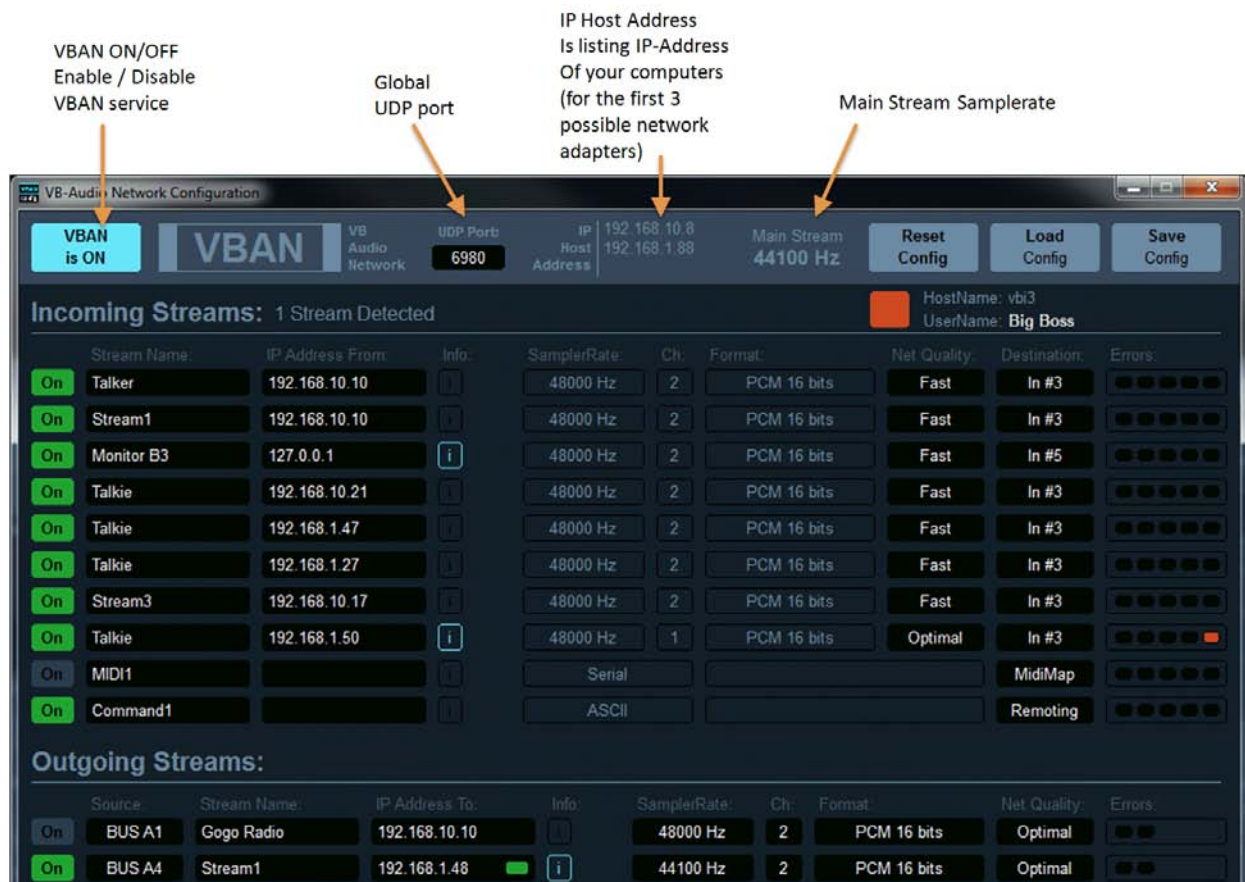 VBAN ON/OFF
Enable / Disable
VBAN service
Global
UDP port
IP Host Address
Is listing IP-Address
Of your computers
(for the first 3
possible network
adapters)
Main Stream Samplerate
VB-Audio Network Configuration
VBAN
is ON
VBAN
VB
Audio
Network
UDP Port:
6980
IP
Host
Address
192.168.10.8
192.168.1.88
Main Stream
44100 Hz
Reset
Config
Load
Config
Save
Config
Incoming Streams: 1 Stream Detected
HostName: vbi3
UserName: Big Boss
Stream Name: IP Address From: Info: SamplerRate: Ch: Format: Net Quality: Destination: Errors:
On Talker 192.168.10.10 i 48000 Hz 2 PCM 16 bits Fast In #3
On Stream1 192.168.10.10 i 48000 Hz 2 PCM 16 bits Fast In #3
On Monitor B3 127.0.0.1 i 48000 Hz 2 PCM 16 bits Fast In #5
On Talkie 192.168.10.21 i 48000 Hz 2 PCM 16 bits Fast In #3
On Talkie 192.168.1.47 i 48000 Hz 2 PCM 16 bits Fast In #3
On Talkie 192.168.1.27 i 48000 Hz 2 PCM 16 bits Fast In #3
On Stream3 192.168.10.17 i 48000 Hz 2 PCM 16 bits Fast In #3
On Talkie 192.168.1.50 i 48000 Hz 1 PCM 16 bits Optimal In #3
On MIDI1 i Serial MidiMap
On Command1 i ASCII Remoting
Outgoing Streams:
Source: Stream Name: IP Address To: Info: SamplerRate: Ch: Format: Net Quality: Errors:
On BUS A1 Gogo Radio 192.168.10.10 i 48000 Hz 2 PCM 16 bits Optimal
On BUS A4 Stream1 192.168.1.48 i 44100 Hz 2 PCM 16 bits Optimal